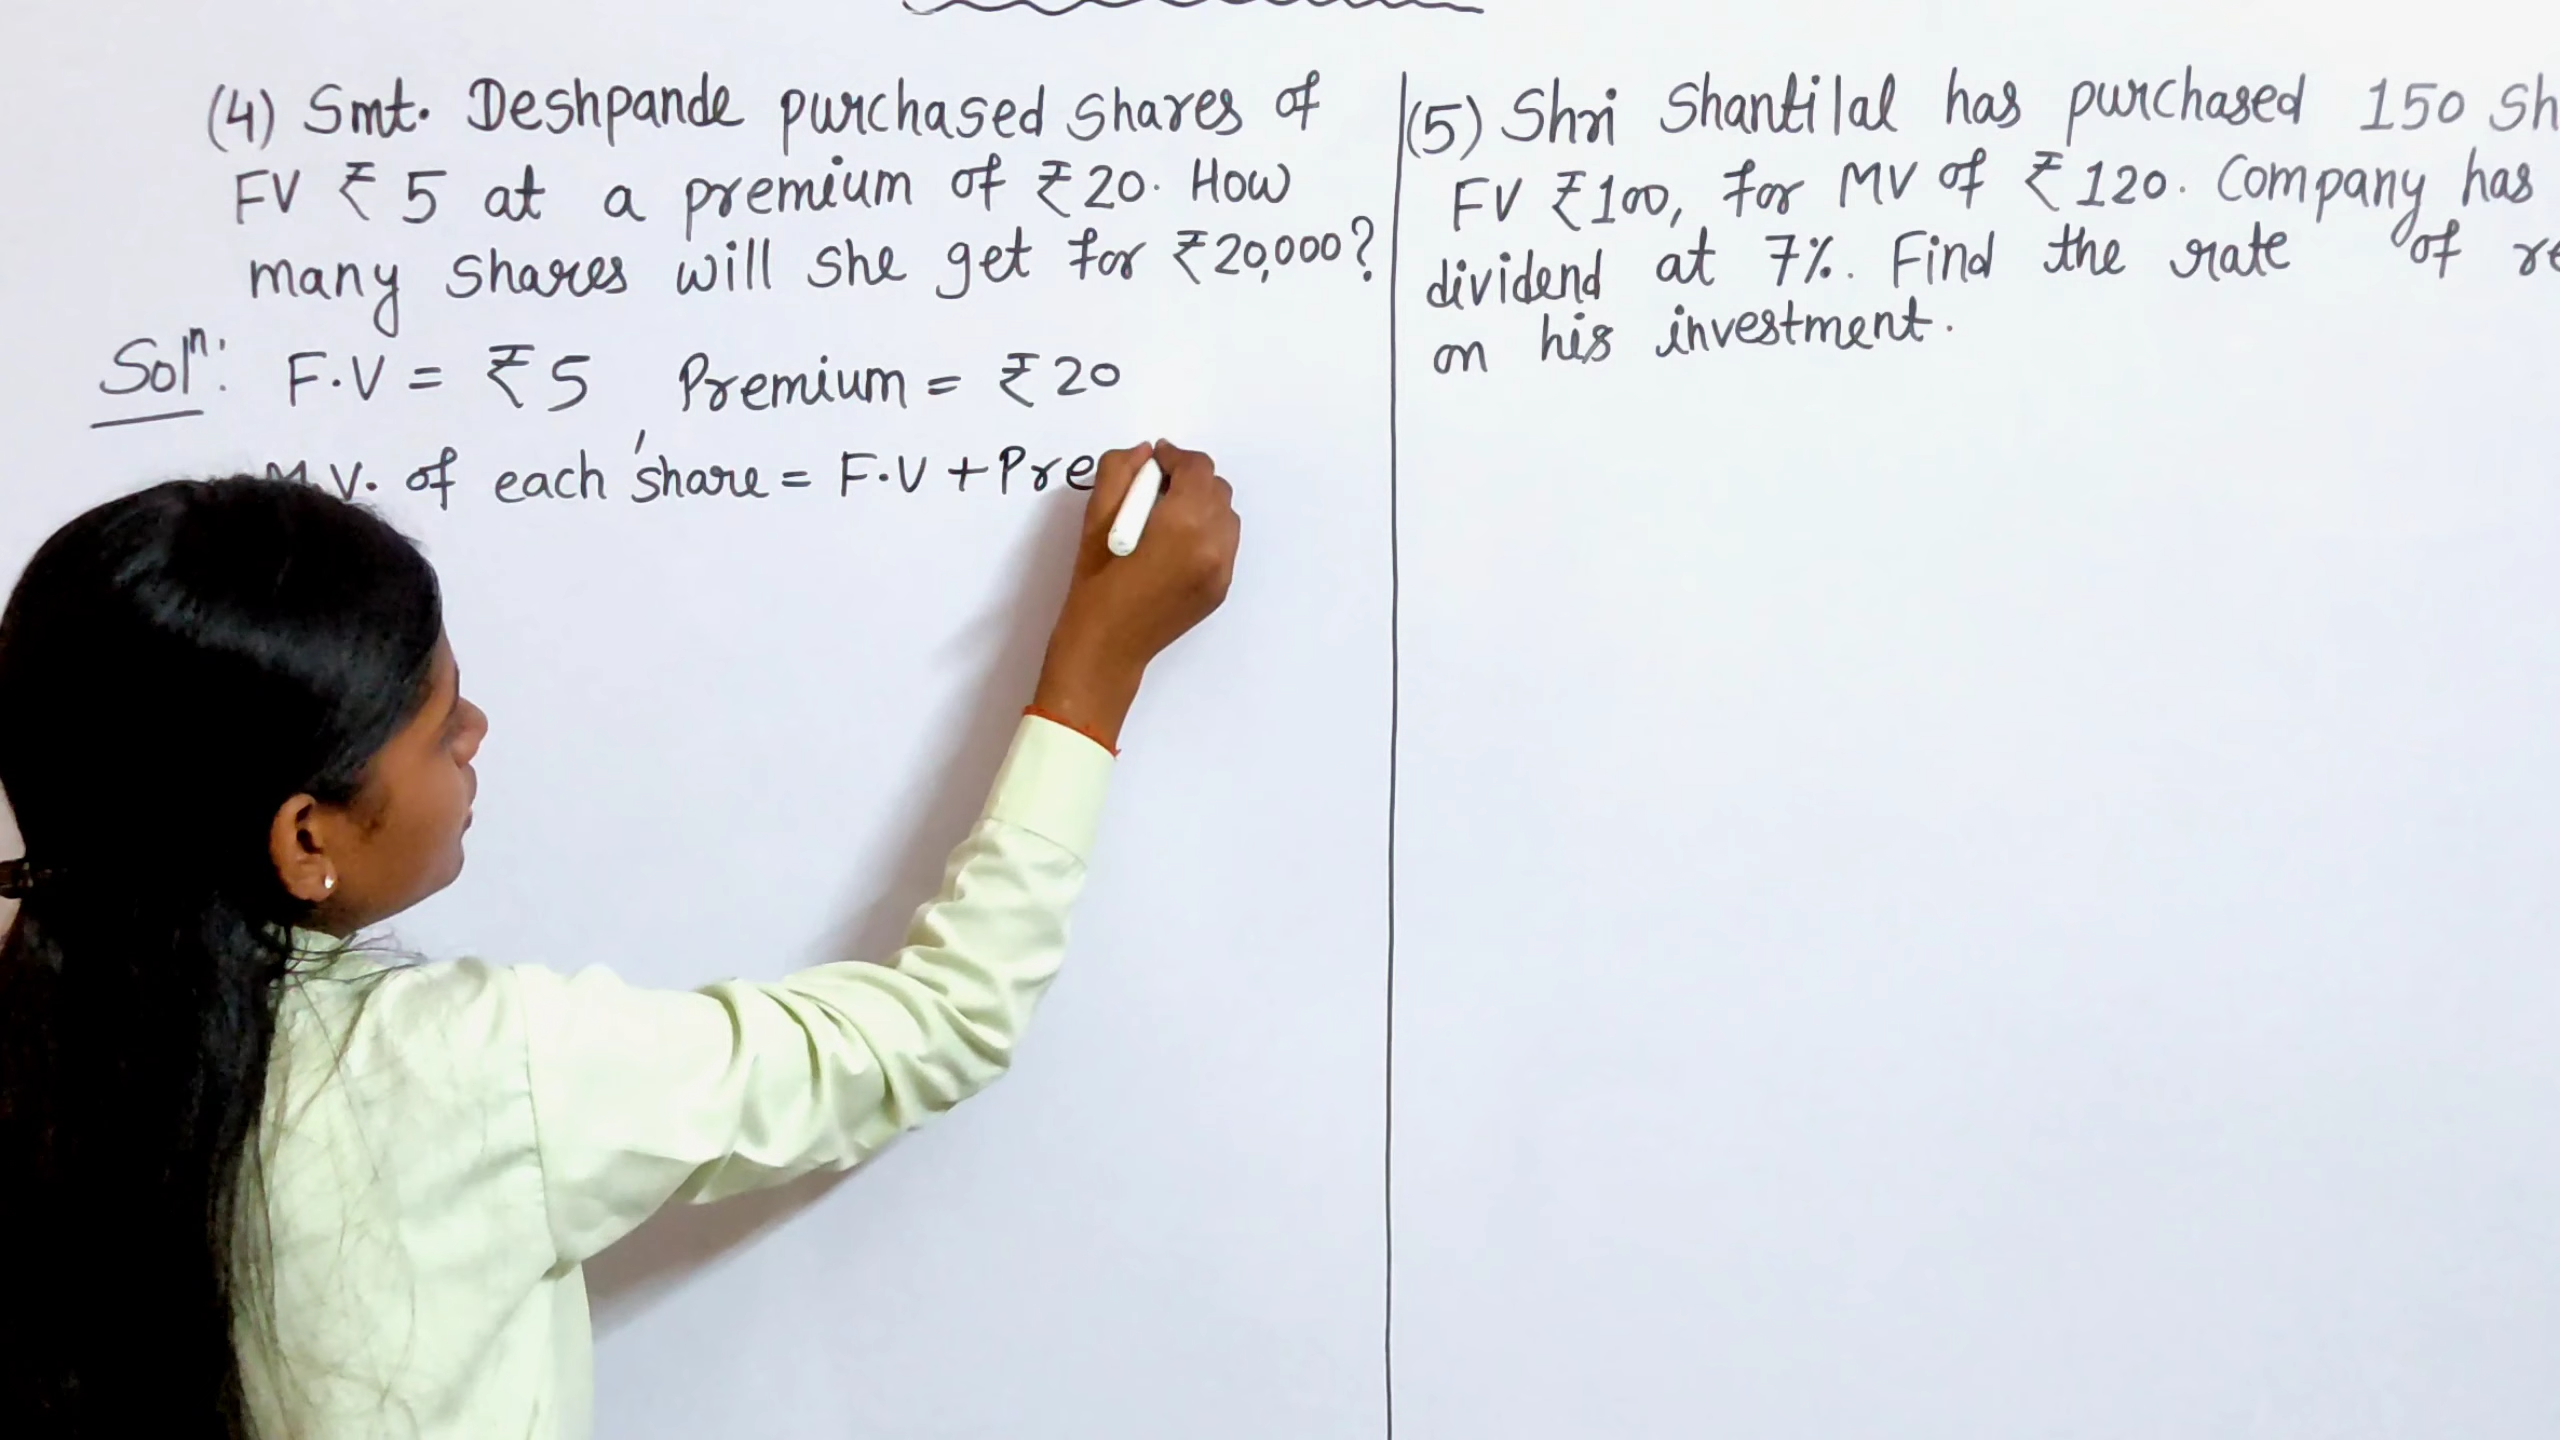 (4) Smt. Deshpande purchased shares of
FV ₹ 5 at a premium of ₹20. How
many shares will she get for ₹20,000?
Solⁿ: F.V = ₹5 Premium = ₹20
M.V. of each share = F.V + Pre
(5) Shri Shantilal has purchased 150 Sh
FV ₹100, for MV of ₹120. Company has
dividend at 7%. Find the rate of re
on his investment.